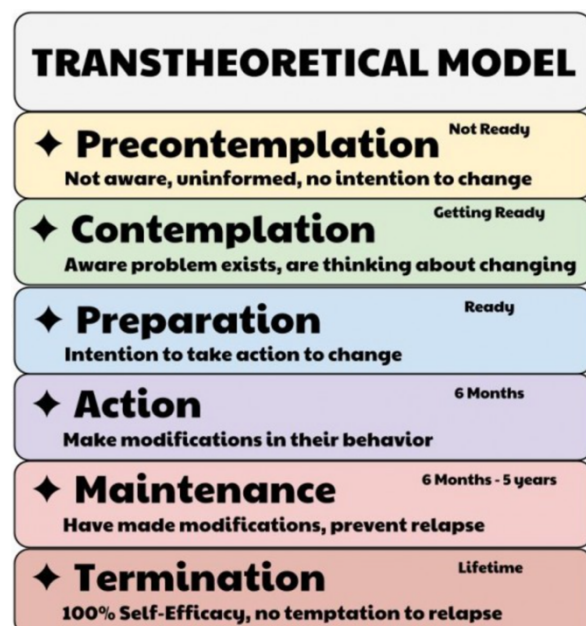 TRANSTHEORETICAL MODEL
✦ Precontemplation Not Ready
Not aware, uninformed, no intention to change
✦ Contemplation Getting Ready
Aware problem exists, are thinking about changing
✦ Preparation Ready
Intention to take action to change
✦ Action 6 Months
Make modifications in their behavior
✦ Maintenance 6 Months - 5 years
Have made modifications, prevent relapse
✦ Termination Lifetime
100% Self-Efficacy, no temptation to relapse